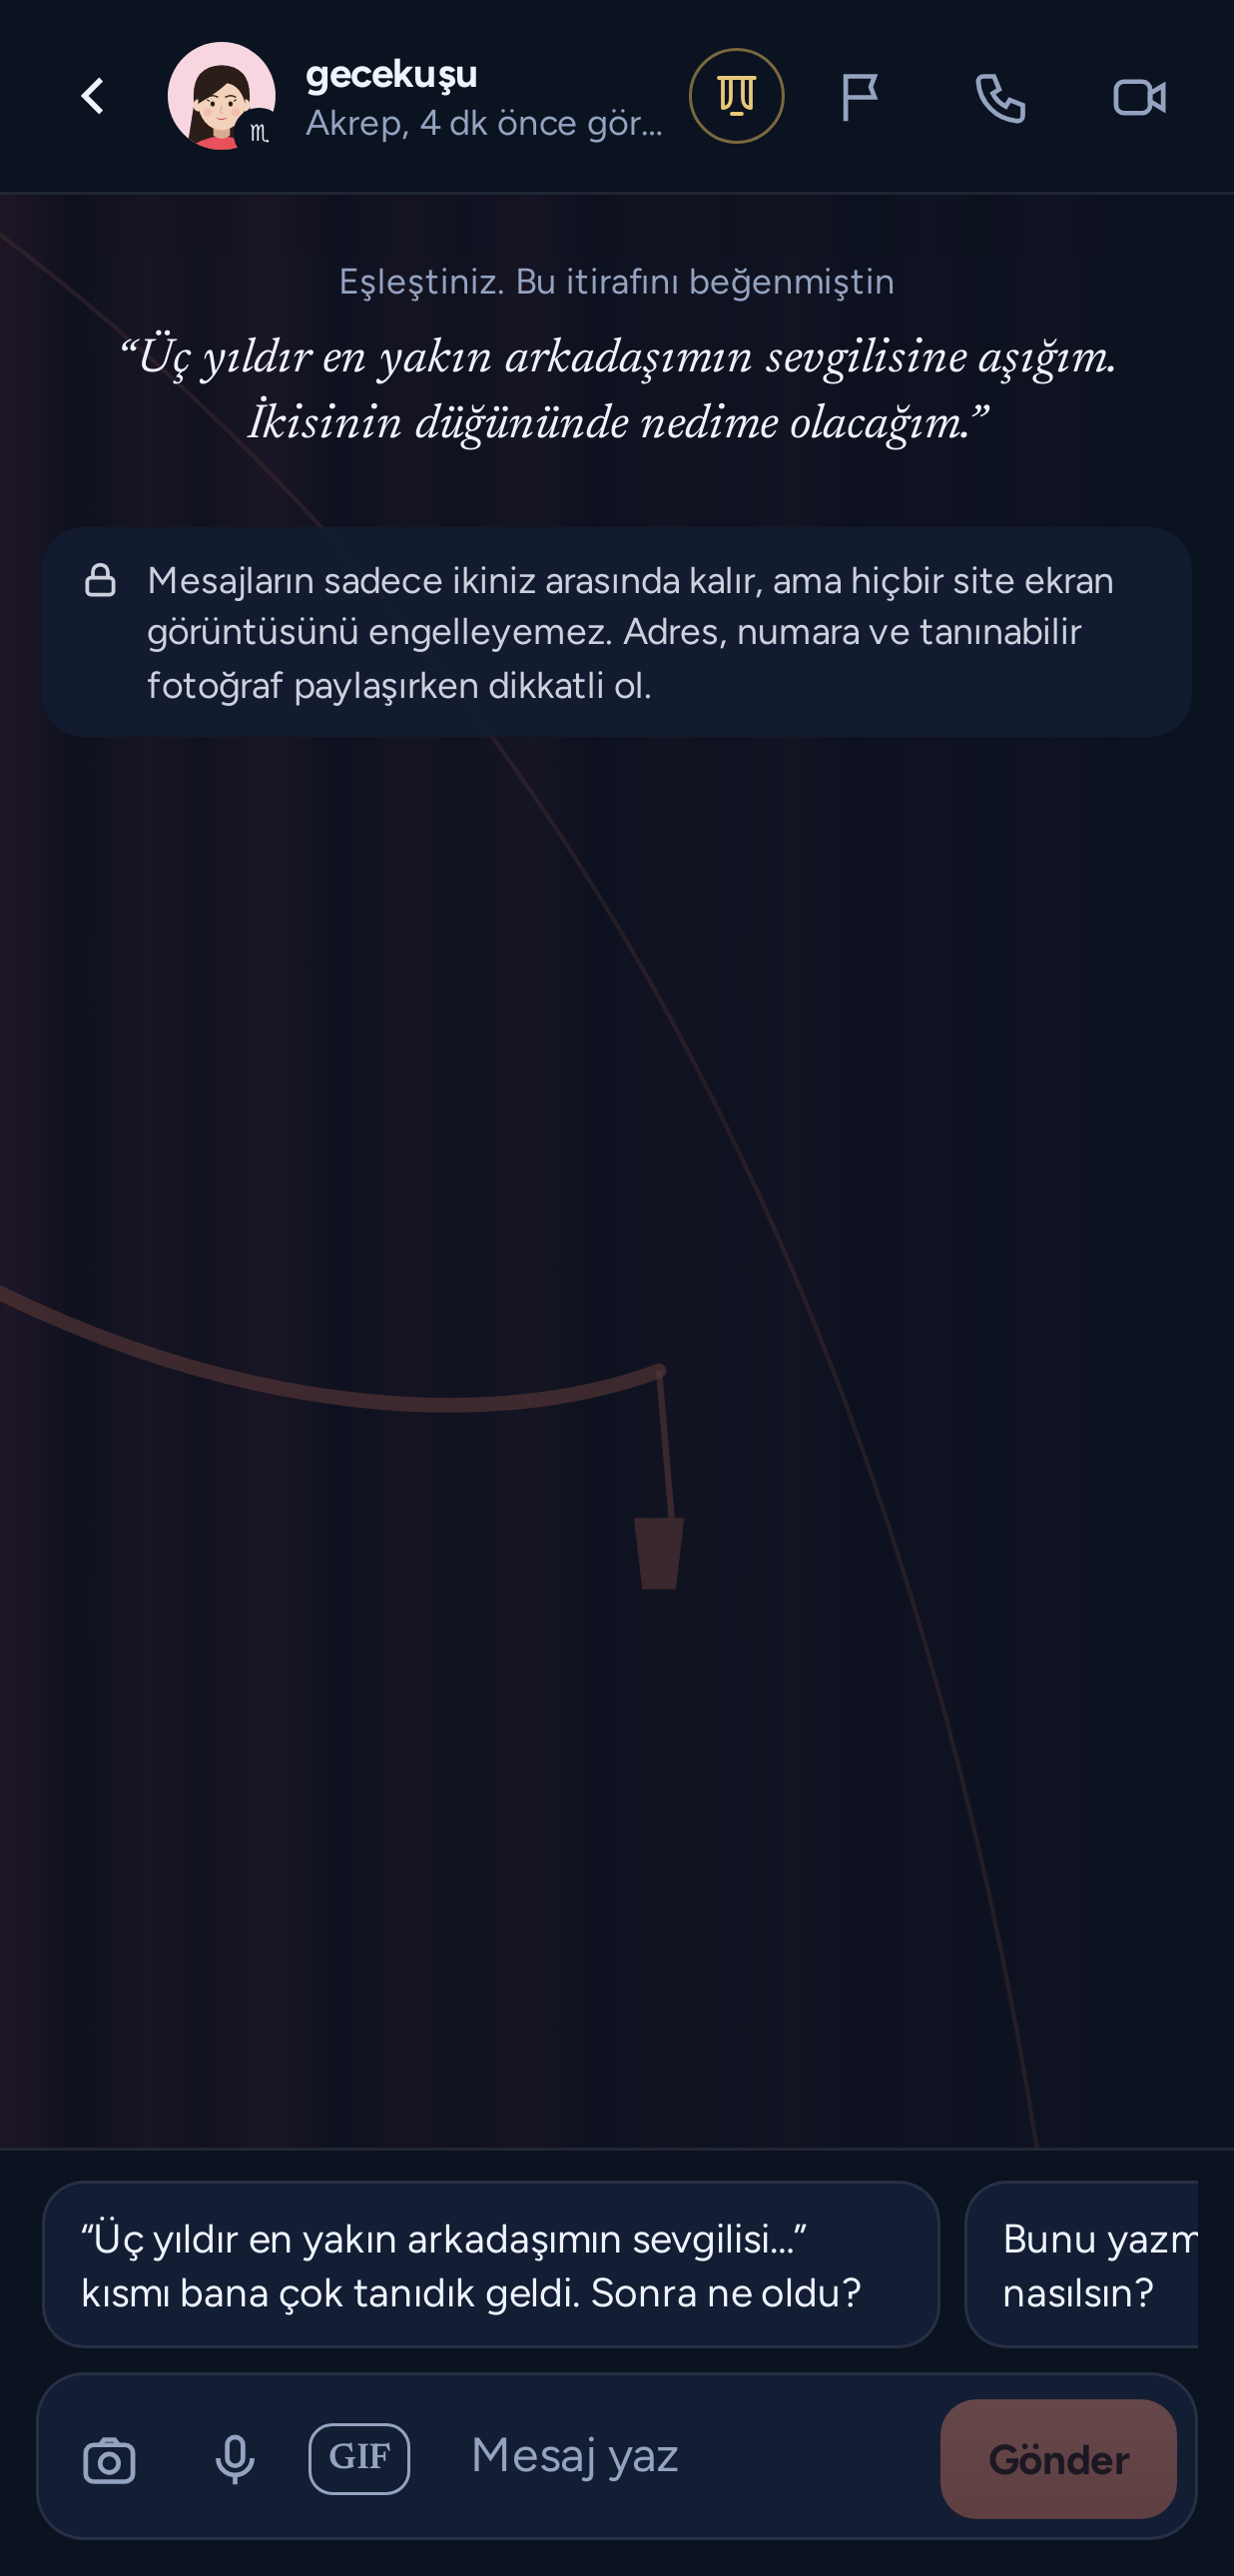 gecekuşu
Akrep, 4 dk önce gör...
Eşleştiniz. Bu itirafını beğenmiştin
“Üç yıldır en yakın arkadaşımın sevgilisine aşığım.
İkisinin düğününde nedime olacağım.”
Mesajların sadece ikiniz arasında kalır, ama hiçbir site ekran
görüntüsünü engelleyemez. Adres, numara ve tanınabilir
fotoğraf paylaşırken dikkatli ol.
“Üç yıldır en yakın arkadaşımın sevgilisi...”
kısmı bana çok tanıdık geldi. Sonra ne oldu?
Bunu yazm
nasılsın?
GIF
Mesaj yaz
Gönder